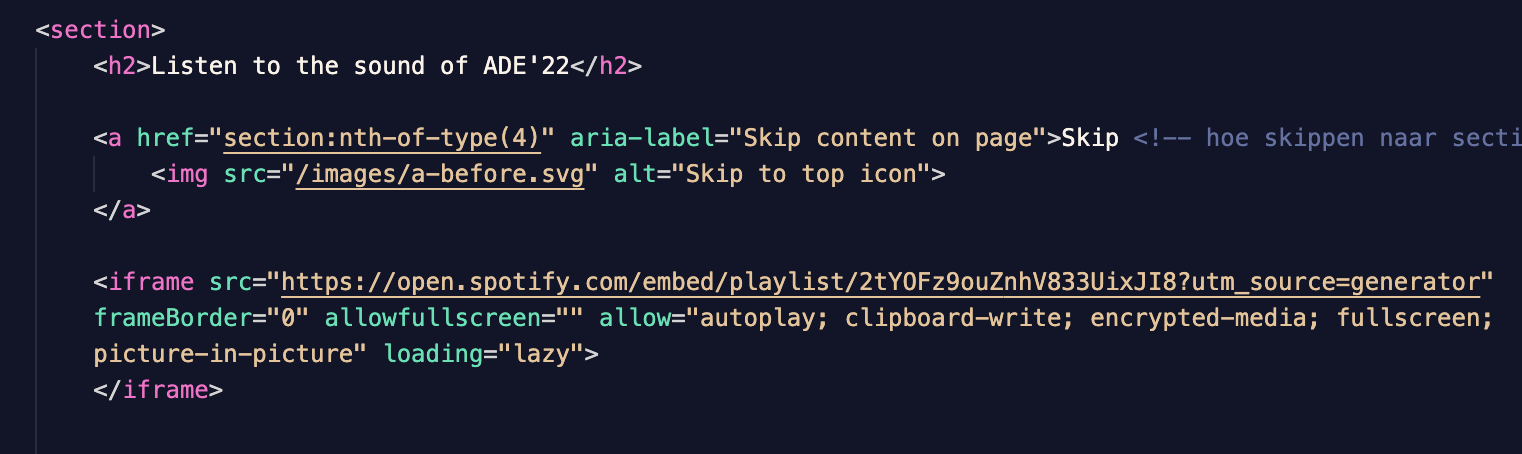 <section>
<h2>Listen to the sound of ADE'22</h2>
<a href="section:nth-of-type(4)" aria-label="Skip content on page">Skip <!-- hoe skippen naar secti
<img src="/images/a-before.svg" alt="Skip to top icon">
</a>
<iframe src="https://open.spotify.com/embed/playlist/2tYOFz9ouZnhV833UixJI8?utm_source=generator"
frameBorder="0" allowfullscreen="" allow="autoplay; clipboard-write; encrypted-media; fullscreen;
picture-in-picture" loading="lazy">
</iframe>